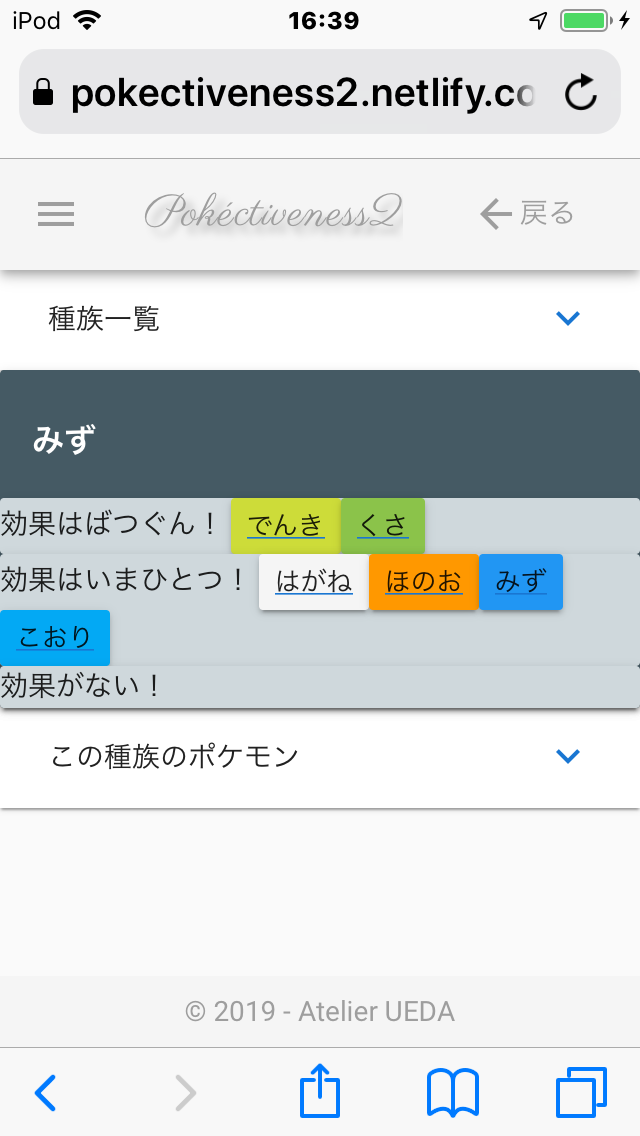 iPod 16:39
pokectiveness2.netlify.co
Pokéctiveness2 戻る
種族一覧
みず
効果はばつぐん！ でんき くさ
効果はいまひとつ！ はがね ほのお みず
こおり
効果がない！
この種族のポケモン
© 2019 - Atelier UEDA